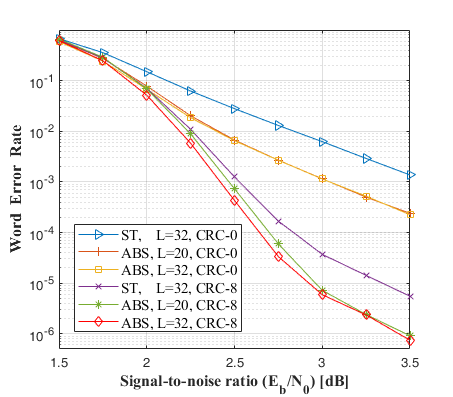 10^-1
10^-2
10^-3
10^-4
10^-5
10^-6
Word Error Rate
ST, L=32, CRC-0
ABS, L=20, CRC-0
ABS, L=32, CRC-0
ST, L=32, CRC-8
ABS, L=20, CRC-8
ABS, L=32, CRC-8
1.5 2 2.5 3 3.5
Signal-to-noise ratio (E_b/N_0) [dB]